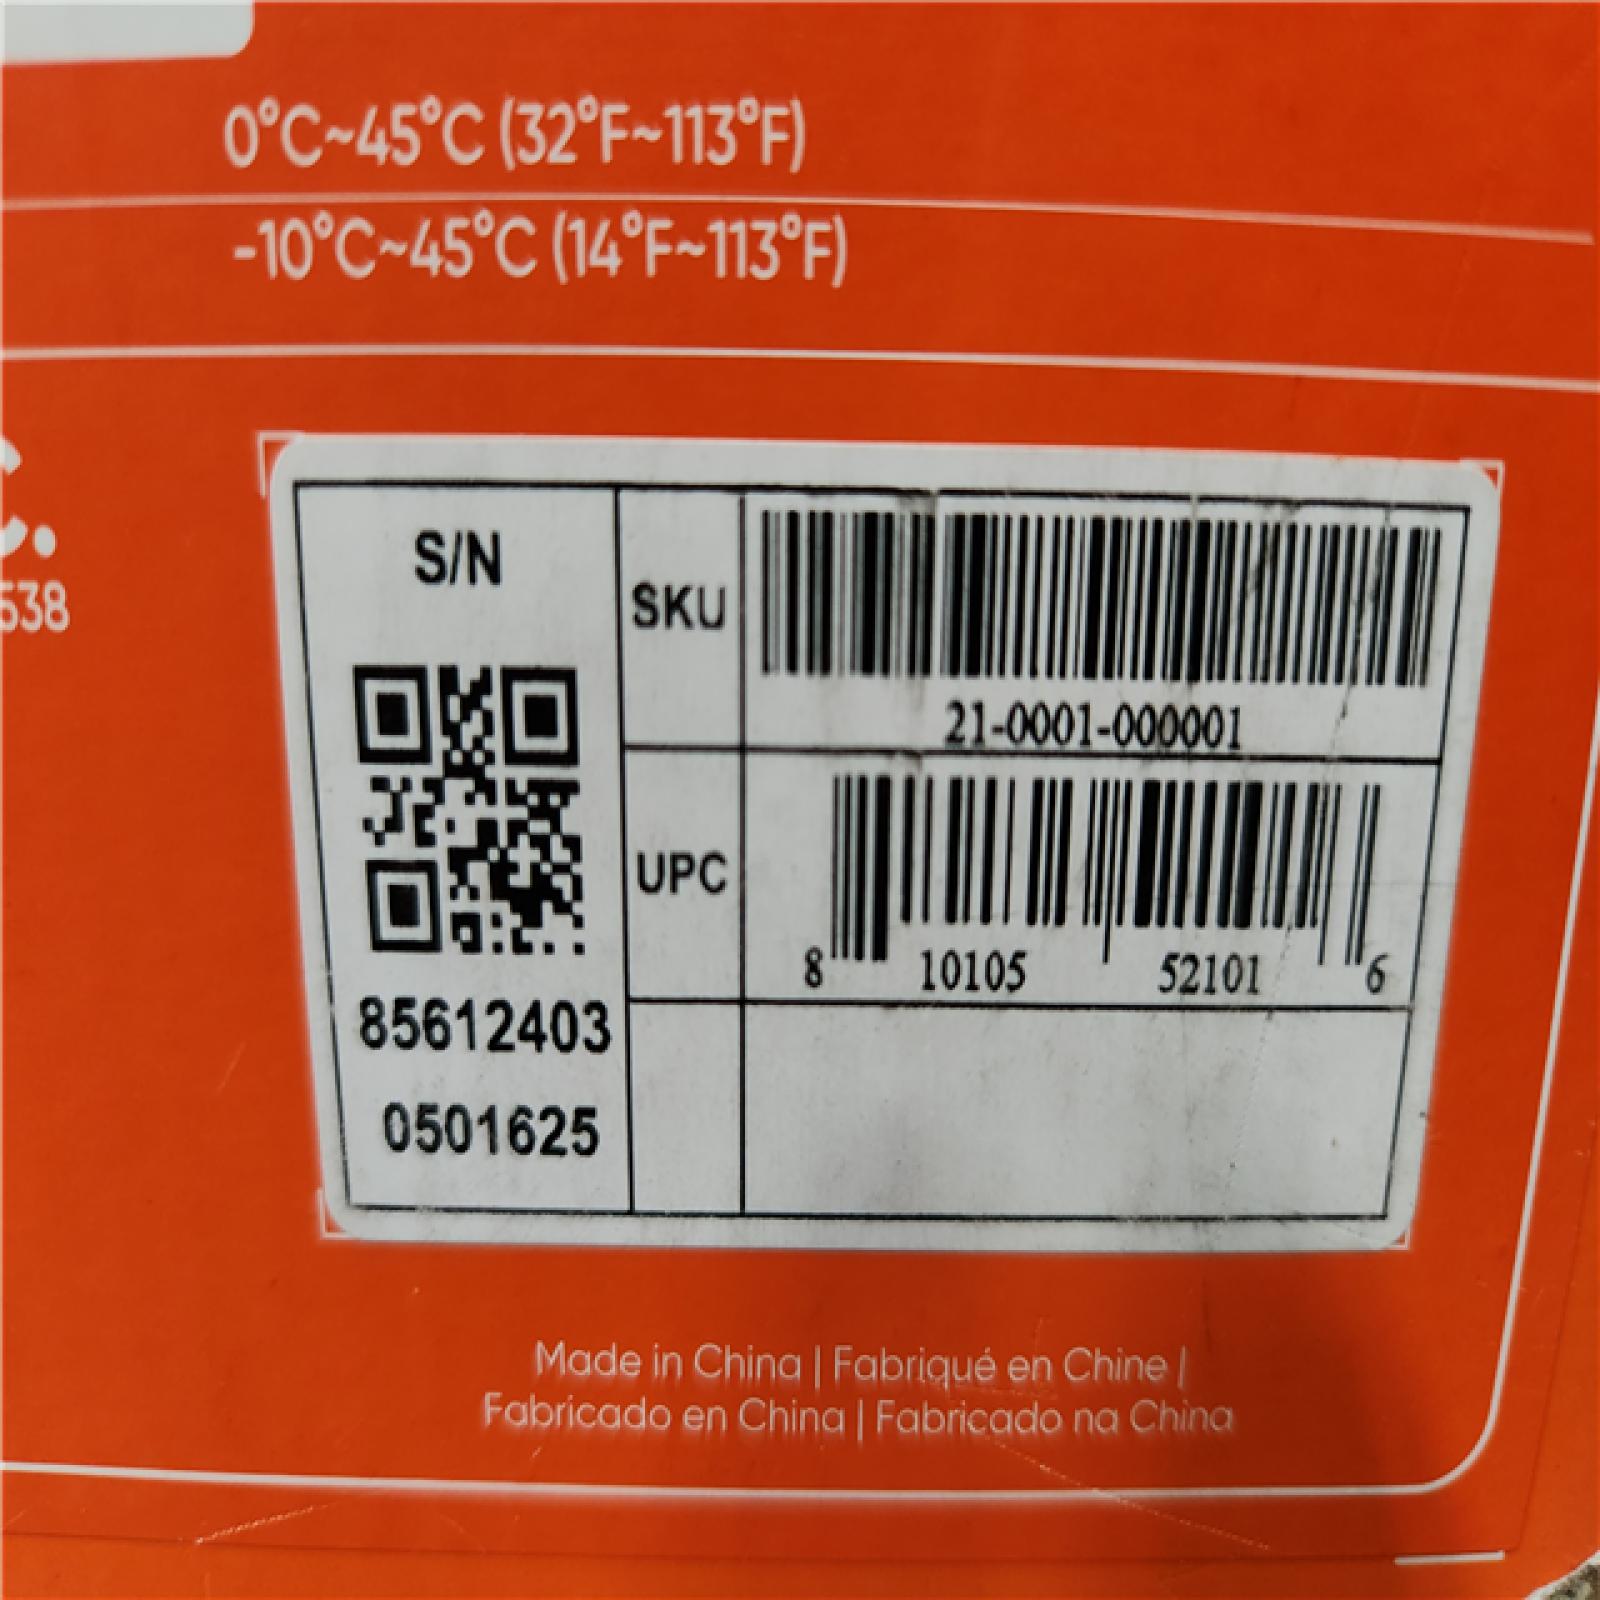 0°C~45°C (32°F~113°F)
-10°C~45°C (14°F~113°F)
C.
538
S/N
SKU
21-0001-000001
UPC
8 10105 52101 6
85612403
0501625
Made in China | Fabriqué en Chine |
Fabricado en China | Fabricado na China